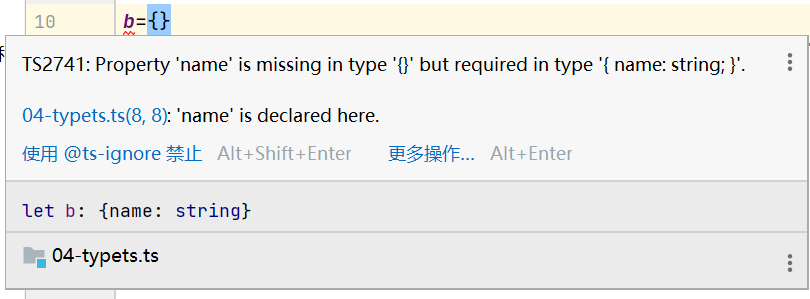 10 b={}
TS2741: Property 'name' is missing in type '{}' but required in type '{ name: string; }'.
04-typets.ts(8, 8): 'name' is declared here.
使用 @ts-ignore 禁止 Alt+Shift+Enter 更多操作... Alt+Enter
let b: {name: string}
04-typets.ts